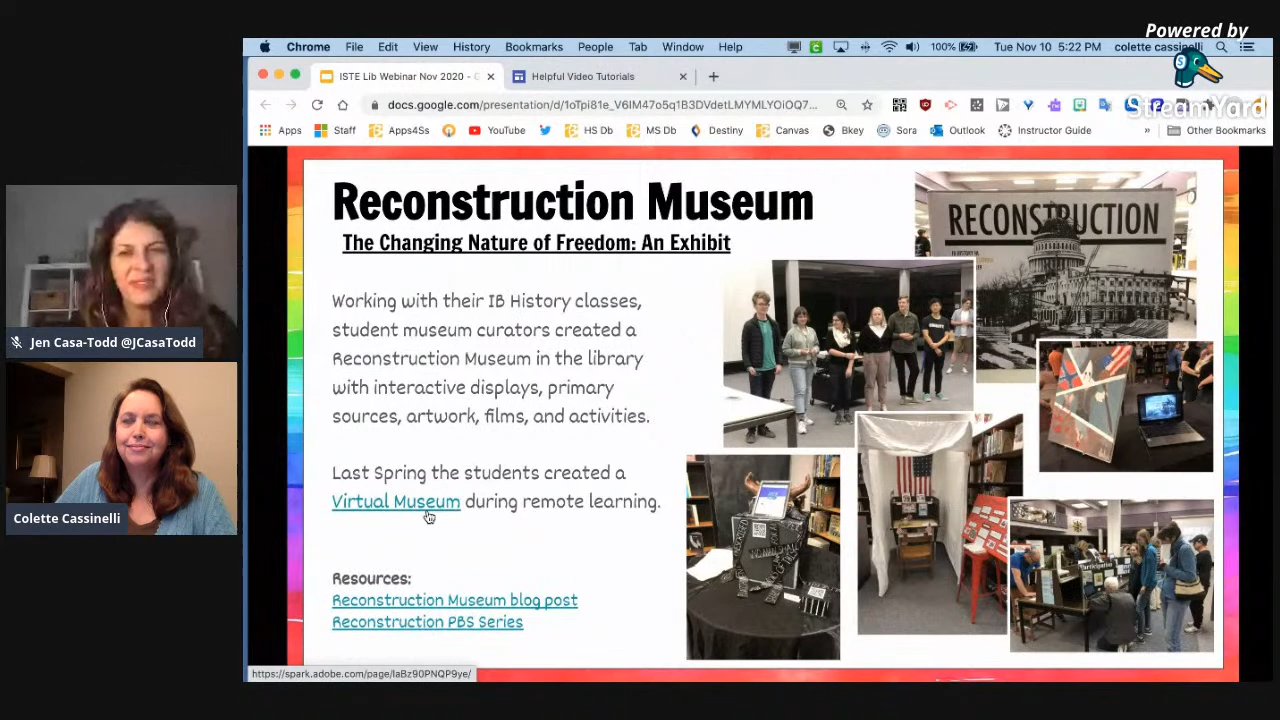 Powered by
StreamYard
Chrome File Edit View History Bookmarks People Tab Window Help 100% Tue Nov 10 5:22 PM colette cassinelli
ISTE Lib Webinar Nov 2020 - G
Helpful Video Tutorials
docs.google.com/presentation/d/1oTpi81e_V6IM47o5q1B3DVdetLMYMLYOiOQ7...
Apps Staff Apps4Ss YouTube HS Db MS Db Destiny Canvas Bkey Sora Outlook Instructor Guide » Other Bookmarks
Reconstruction Museum
The Changing Nature of Freedom: An Exhibit
Working with their IB History classes,
student museum curators created a
Reconstruction Museum in the library
with interactive displays, primary
sources, artwork, films, and activities.
Last Spring the students created a
Virtual Museum during remote learning.
Resources:
Reconstruction Museum blog post
Reconstruction PBS Series
RECONSTRUCTION
Participation
https://spark.adobe.com/page/IaBz90PNQP9ye/
Jen Casa-Todd @JCasaTodd
Colette Cassinelli